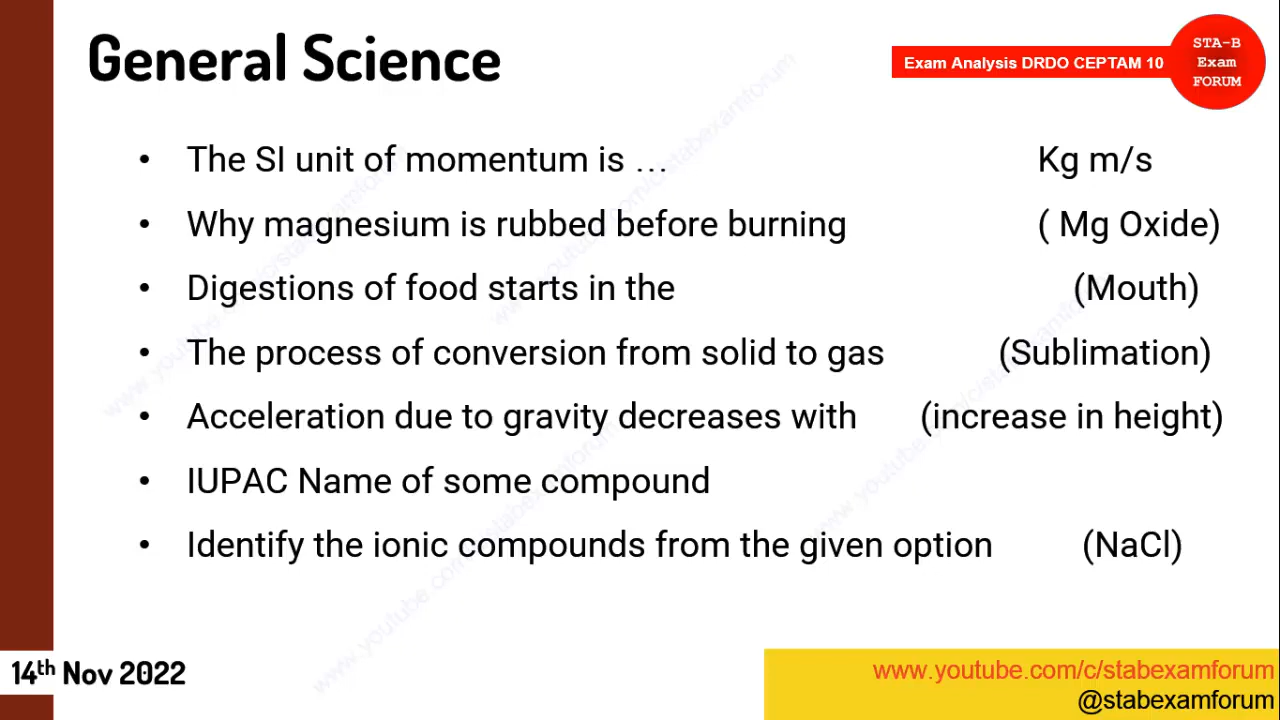 General Science
Exam Analysis DRDO CEPTAM 10
STA-B
Exam
FORUM
• The SI unit of momentum is ... Kg m/s
• Why magnesium is rubbed before burning ( Mg Oxide)
• Digestions of food starts in the (Mouth)
• The process of conversion from solid to gas (Sublimation)
• Acceleration due to gravity decreases with (increase in height)
• IUPAC Name of some compound
• Identify the ionic compounds from the given option (NaCl)
14th Nov 2022
www.youtube.com/c/stabexamforum
@stabexamforum